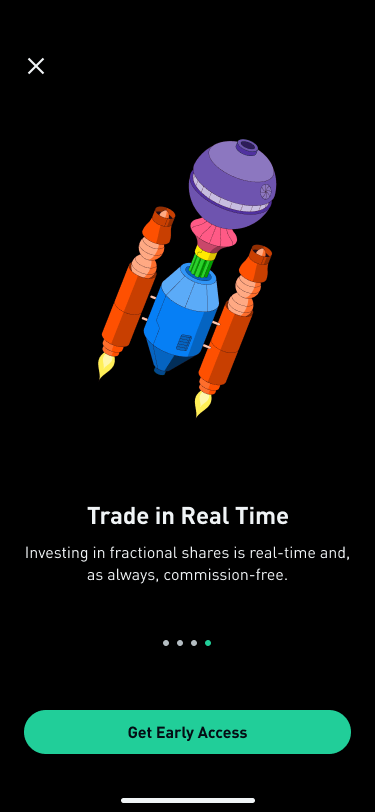 Trade in Real Time
Investing in fractional shares is real-time and,
as always, commission-free.
Get Early Access